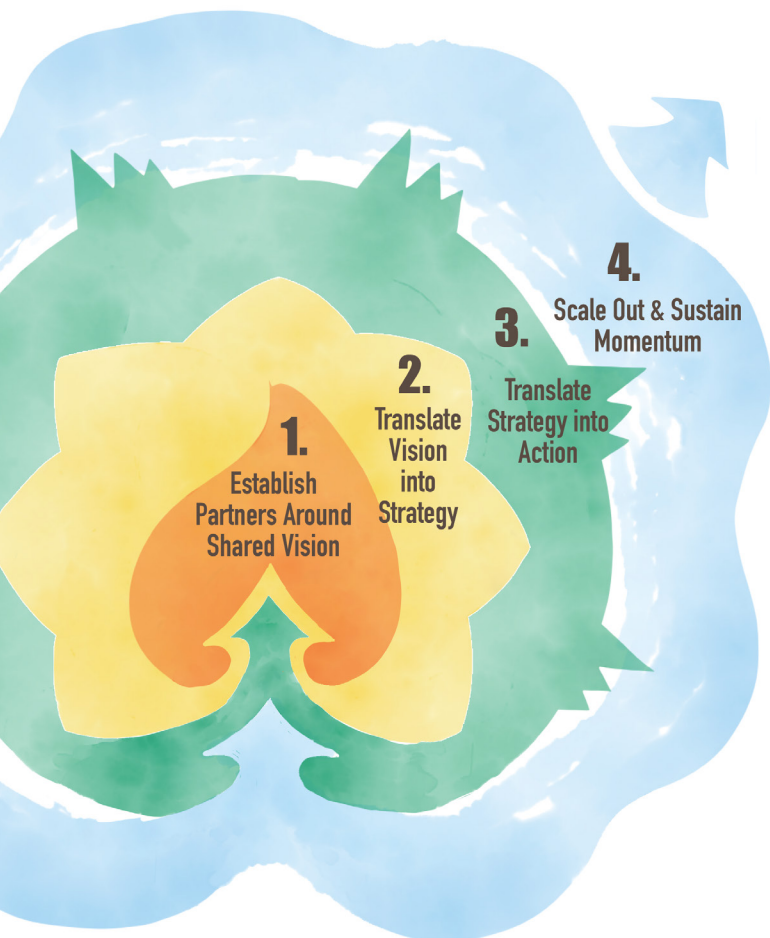 1.
Establish
Partners Around
Shared Vision
2.
Translate
Vision
into
Strategy
3.
Translate
Strategy into
Action
4.
Scale Out & Sustain
Momentum